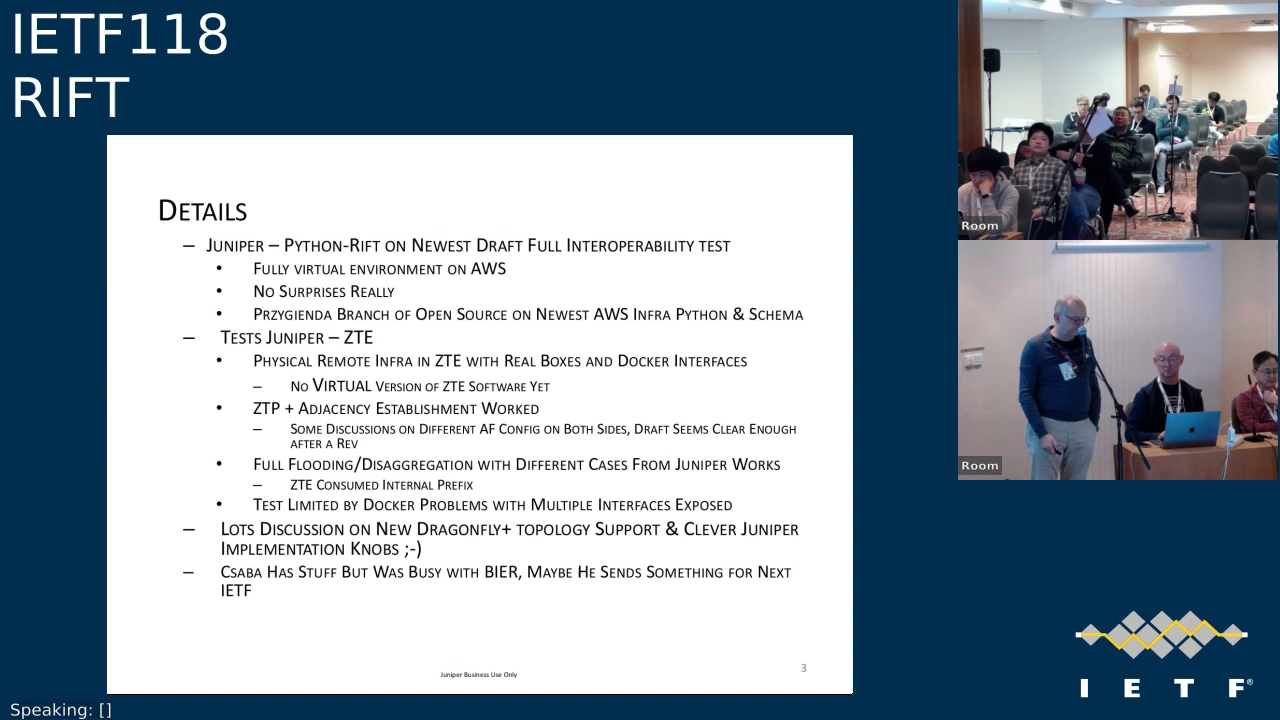 IETF118
RIFT
DETAILS
– JUNIPER – PYTHON-RIFT ON NEWEST DRAFT FULL INTEROPERABILITY TEST
• FULLY VIRTUAL ENVIRONMENT ON AWS
• NO SURPRISES REALLY
• PRZYGIENDA BRANCH OF OPEN SOURCE ON NEWEST AWS INFRA PYTHON & SCHEMA
– TESTS JUNIPER – ZTE
• PHYSICAL REMOTE INFRA IN ZTE WITH REAL BOXES AND DOCKER INTERFACES
– NO VIRTUAL VERSION OF ZTE SOFTWARE YET
• ZTP + ADJACENCY ESTABLISHMENT WORKED
– SOME DISCUSSIONS ON DIFFERENT AF CONFIG ON BOTH SIDES, DRAFT SEEMS CLEAR ENOUGH
AFTER A REV
• FULL FLOODING/DISAGGREGATION WITH DIFFERENT CASES FROM JUNIPER WORKS
– ZTE CONSUMED INTERNAL PREFIX
• TEST LIMITED BY DOCKER PROBLEMS WITH MULTIPLE INTERFACES EXPOSED
– LOTS DISCUSSION ON NEW DRAGONFLY+ TOPOLOGY SUPPORT & CLEVER JUNIPER
IMPLEMENTATION KNOBS ;-)
– CSABA HAS STUFF BUT WAS BUSY WITH BIER, MAYBE HE SENDS SOMETHING FOR NEXT
IETF
Juniper Business Use Only
3
Room
Room
I E T F®
Speaking: []